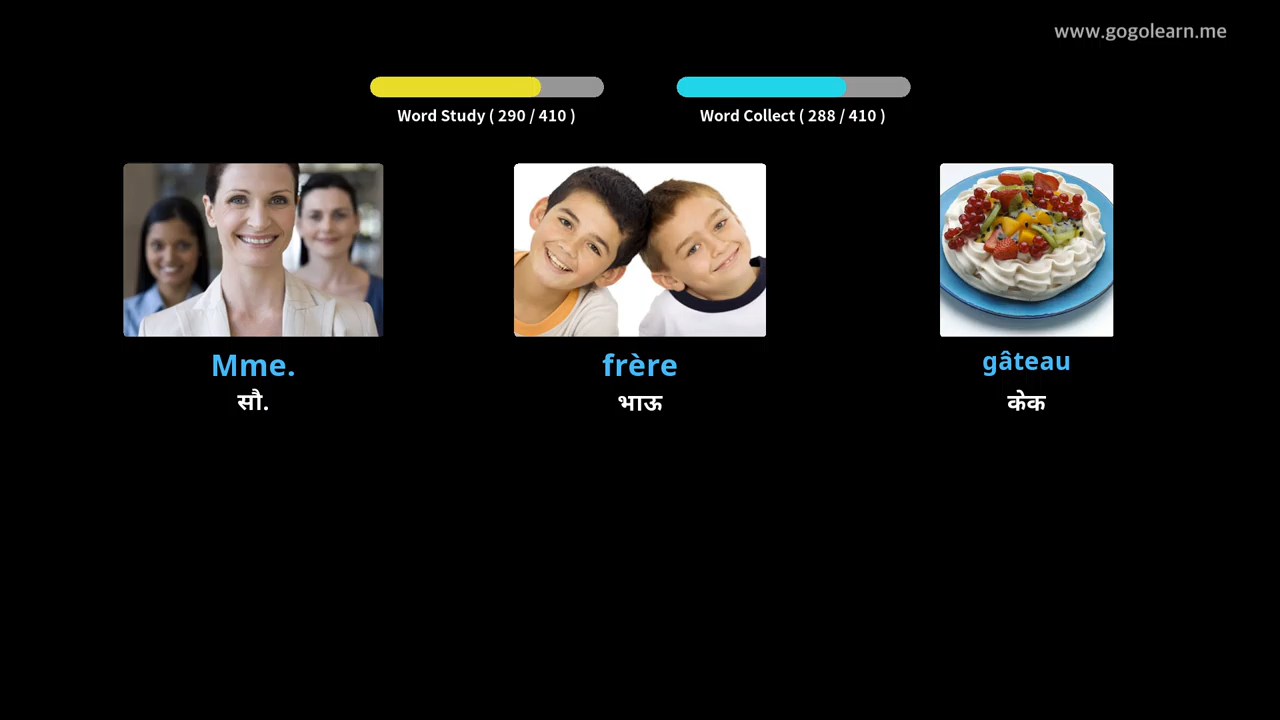 www.gogolearn.me
Word Study ( 290 / 410 )
Word Collect ( 288 / 410 )
Mme.
सौ.
frère
भाऊ
gâteau
केक